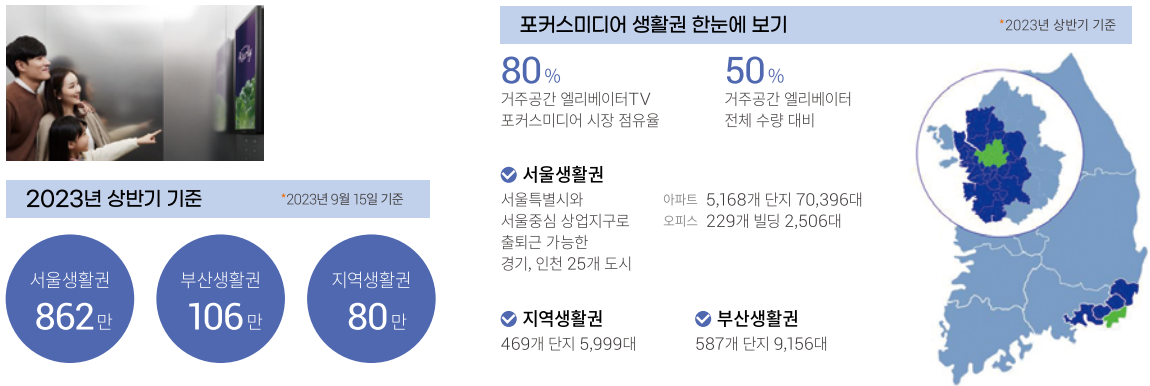 2023년 상반기 기준
*2023년 9월 15일 기준
서울생활권
862만
부산생활권
106만
지역생활권
80만
포커스미디어 생활권 한눈에 보기
*2023년 상반기 기준
80%
거주공간 엘리베이터TV
포커스미디어 시장 점유율
50%
거주공간 엘리베이터
전체 수량 대비
서울생활권
서울특별시와
서울중심 상업지구로
출퇴근 가능한
경기, 인천 25개 도시
아파트 5,168개 단지 70,396대
오피스 229개 빌딩 2,506대
지역생활권
469개 단지 5,999대
부산생활권
587개 단지 9,156대